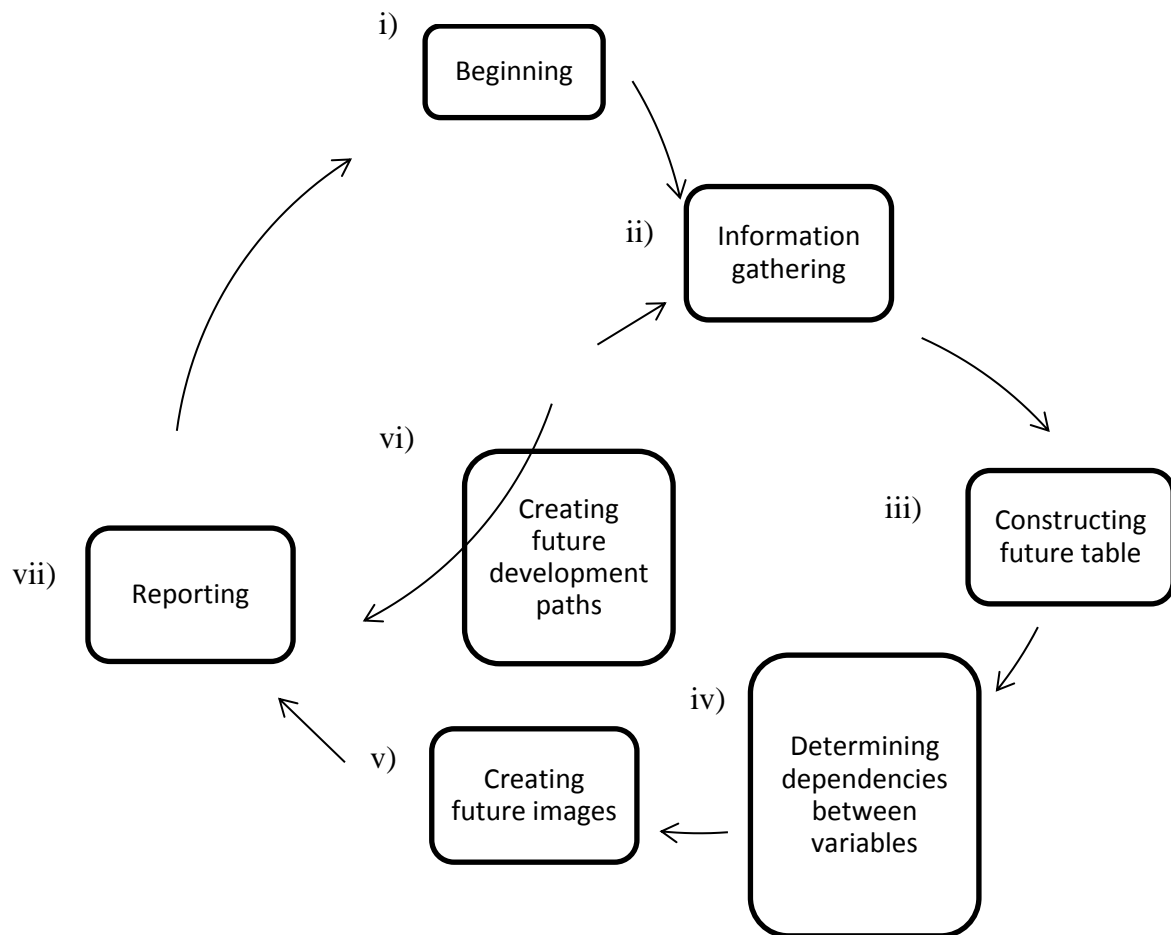 i)
Beginning
ii)
Information
gathering
iii)
Constructing
future table
iv)
Determining
dependencies
between
variables
v)
Creating
future images
vi)
Creating
future
development
paths
vii)
Reporting